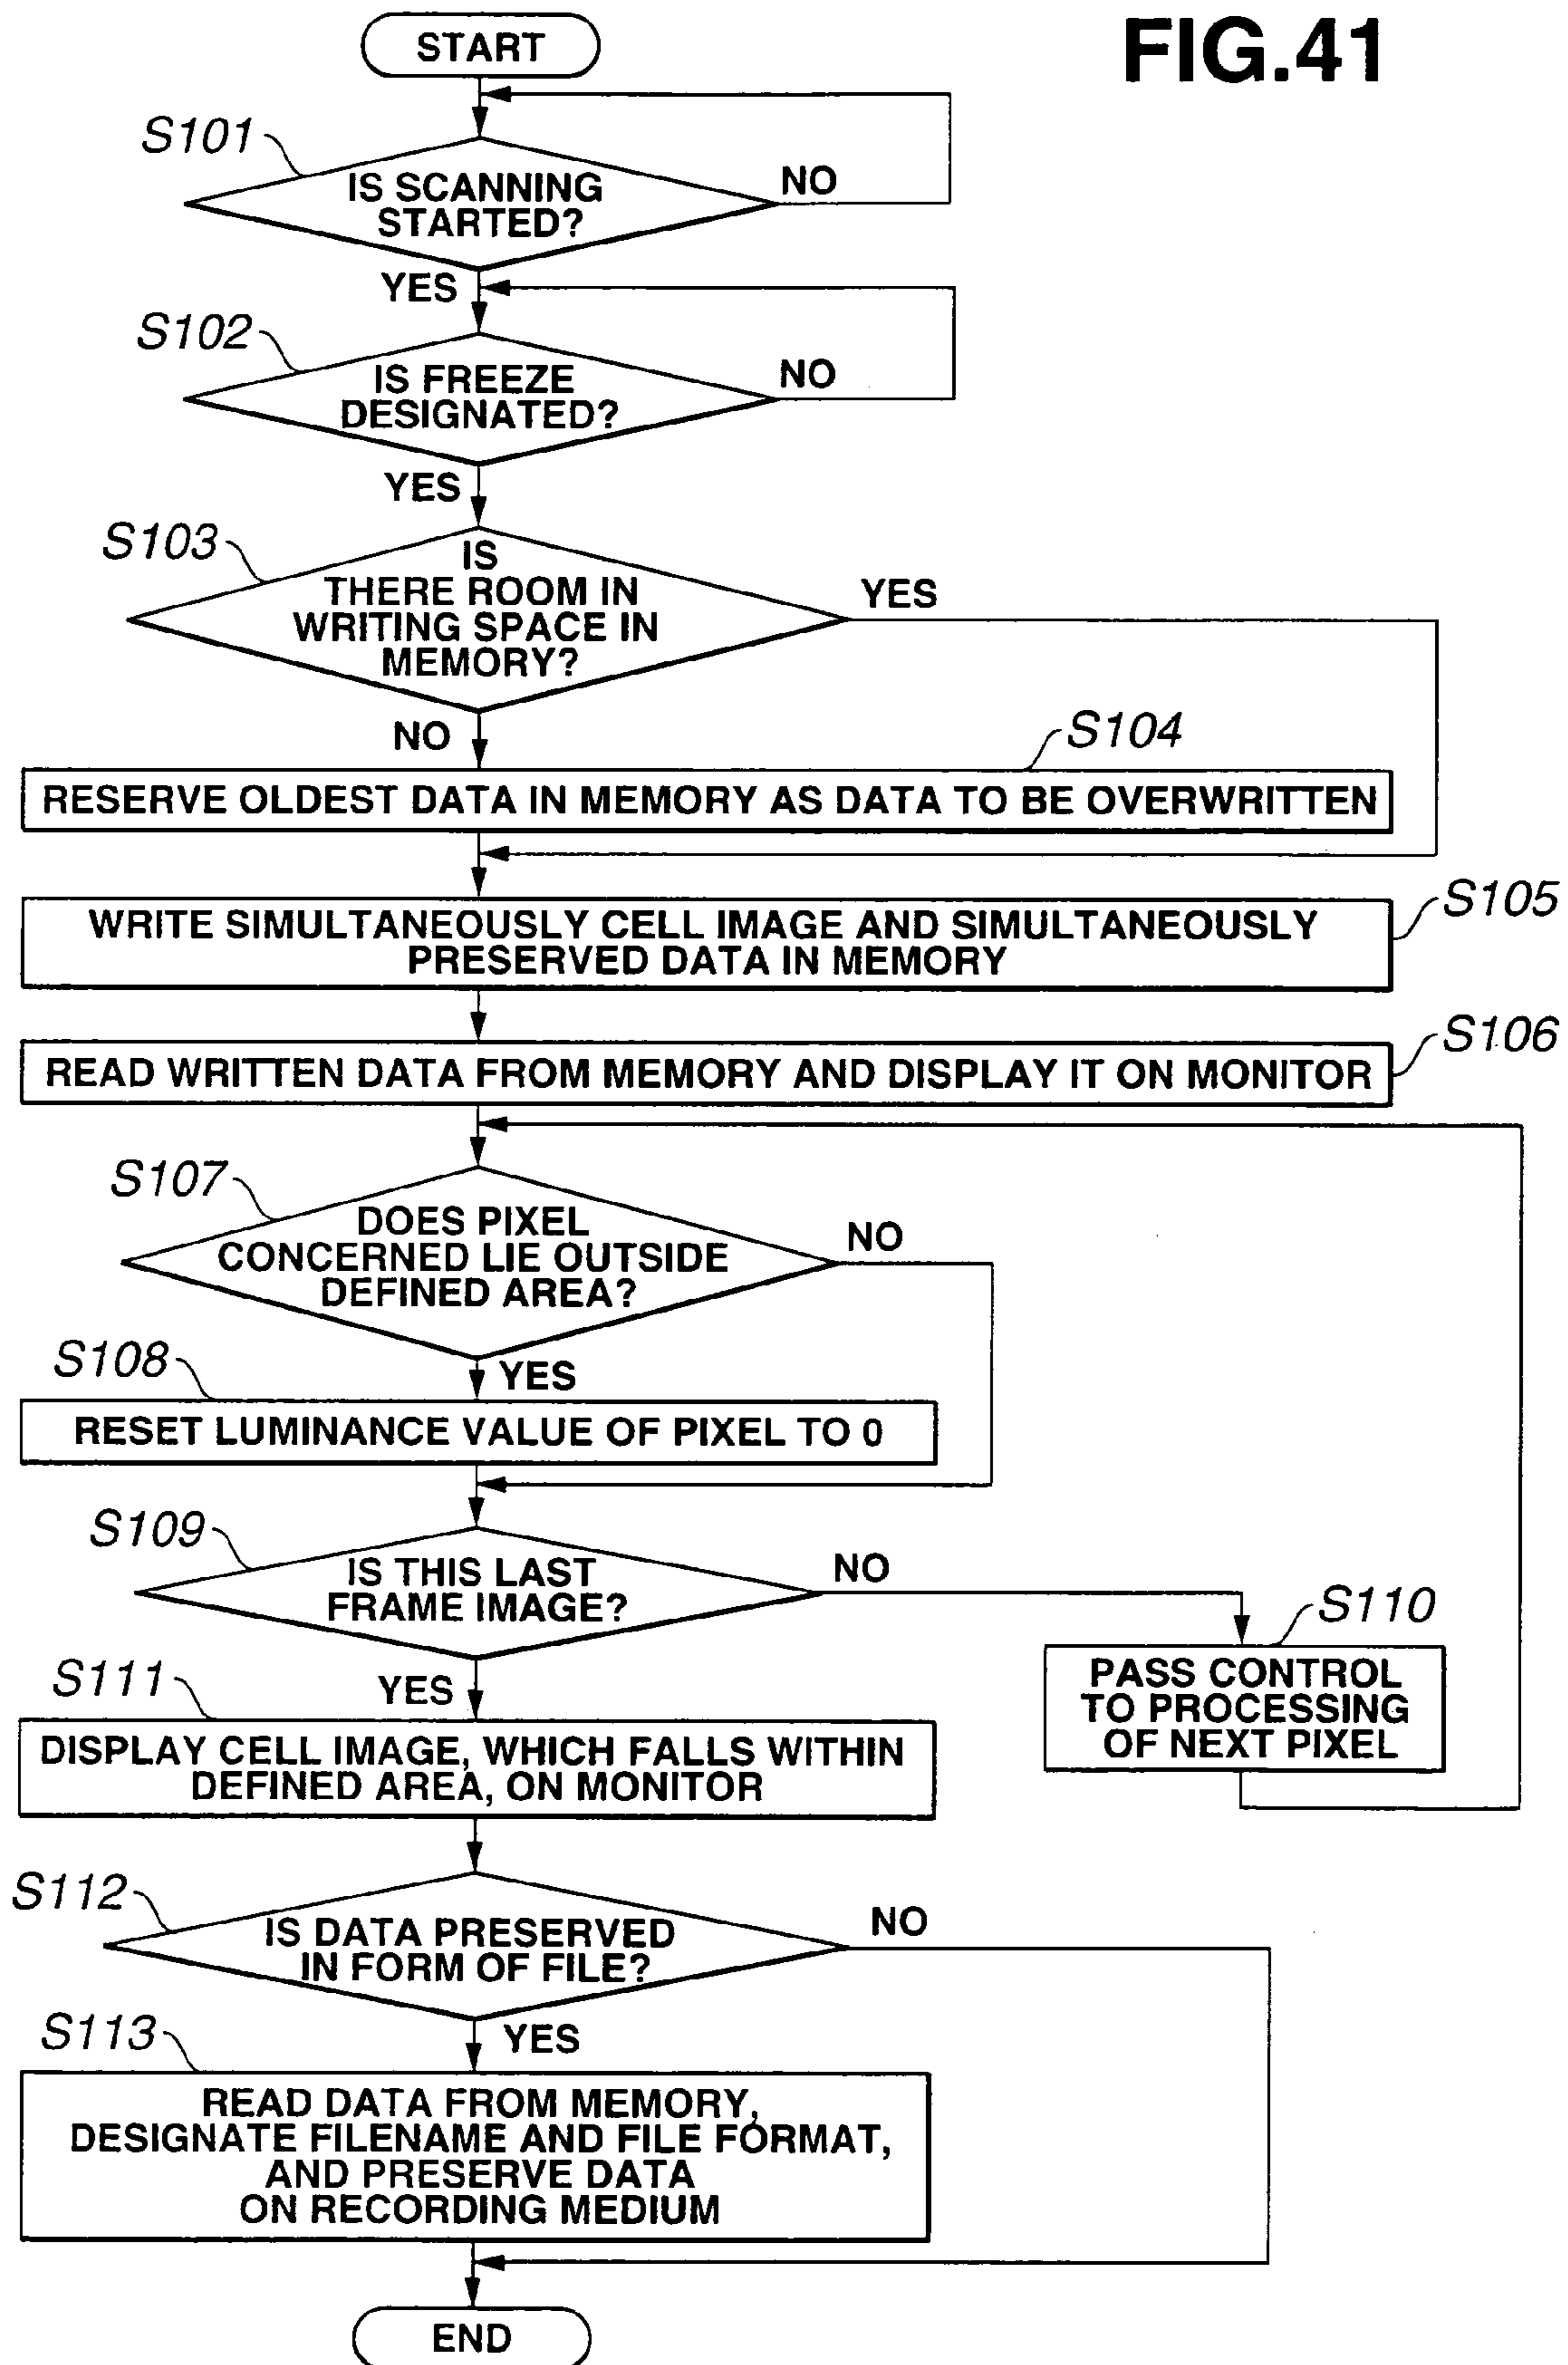 FIG.41
START
S101
IS SCANNING
STARTED?
NO
YES
S102
IS FREEZE
DESIGNATED?
NO
YES
S103
IS
THERE ROOM IN
WRITING SPACE IN
MEMORY?
YES
NO
S104
RESERVE OLDEST DATA IN MEMORY AS DATA TO BE OVERWRITTEN
S105
WRITE SIMULTANEOUSLY CELL IMAGE AND SIMULTANEOUSLY
PRESERVED DATA IN MEMORY
S106
READ WRITTEN DATA FROM MEMORY AND DISPLAY IT ON MONITOR
S107
DOES PIXEL
CONCERNED LIE OUTSIDE
DEFINED AREA?
NO
S108
YES
RESET LUMINANCE VALUE OF PIXEL TO 0
S109
IS THIS LAST
FRAME IMAGE?
NO
S110
PASS CONTROL
TO PROCESSING
OF NEXT PIXEL
S111
YES
DISPLAY CELL IMAGE, WHICH FALLS WITHIN
DEFINED AREA, ON MONITOR
S112
IS DATA PRESERVED
IN FORM OF FILE?
NO
S113
YES
READ DATA FROM MEMORY,
DESIGNATE FILENAME AND FILE FORMAT,
AND PRESERVE DATA
ON RECORDING MEDIUM
END